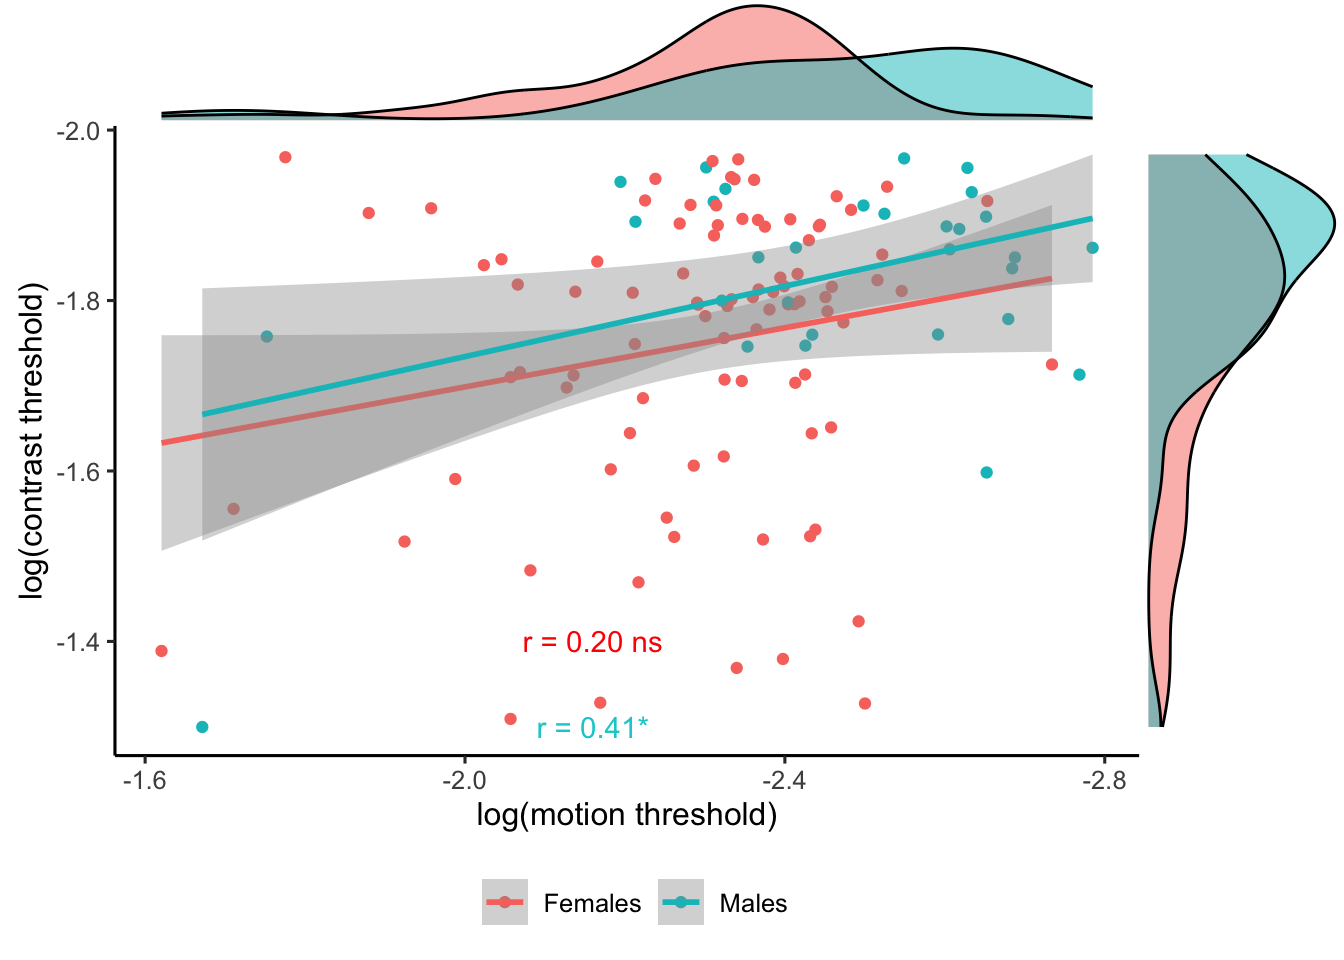 -2.0
-1.8
-1.6
-1.4
log(contrast threshold)
r = 0.20 ns
r = 0.41*
-1.6
-2.0
-2.4
-2.8
log(motion threshold)
Females
Males